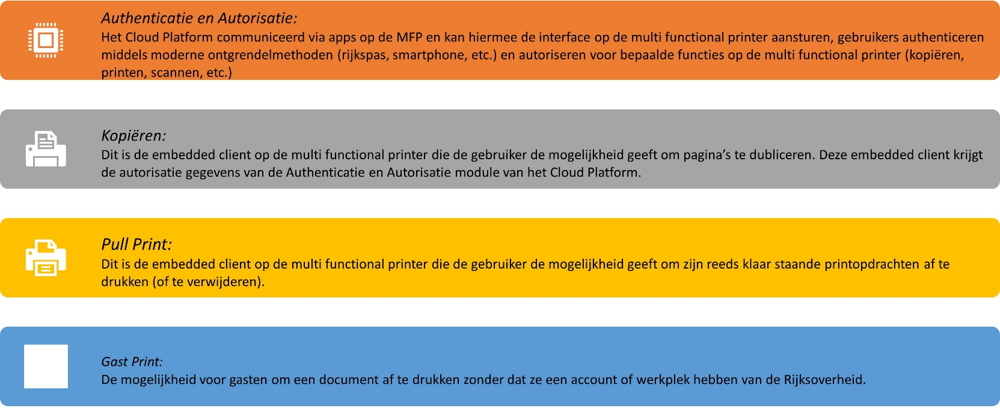 Authenticatie en Autorisatie:
Het Cloud Platform communiceerd via apps op de MFP en kan hiermee de interface op de multi functional printer aansturen, gebruikers authenticeren
middels moderne ontgrendelmethoden (rijkspas, smartphone, etc.) en autoriseren voor bepaalde functies op de multi functional printer (kopiëren,
printen, scannen, etc.)
Kopiëren:
Dit is de embedded client op de multi functional printer die de gebruiker de mogelijkheid geeft om pagina’s te dubliceren. Deze embedded client krijgt
de autorisatie gegevens van de Authenticatie en Autorisatie module van het Cloud Platform.
Pull Print:
Dit is de embedded client op de multi functional printer die de gebruiker de mogelijkheid geeft om zijn reeds klaar staande printopdrachten af te
drukken (of te verwijderen).
Gast Print:
De mogelijkheid voor gasten om een document af te drukken zonder dat ze een account of werkplek hebben van de Rijksoverheid.